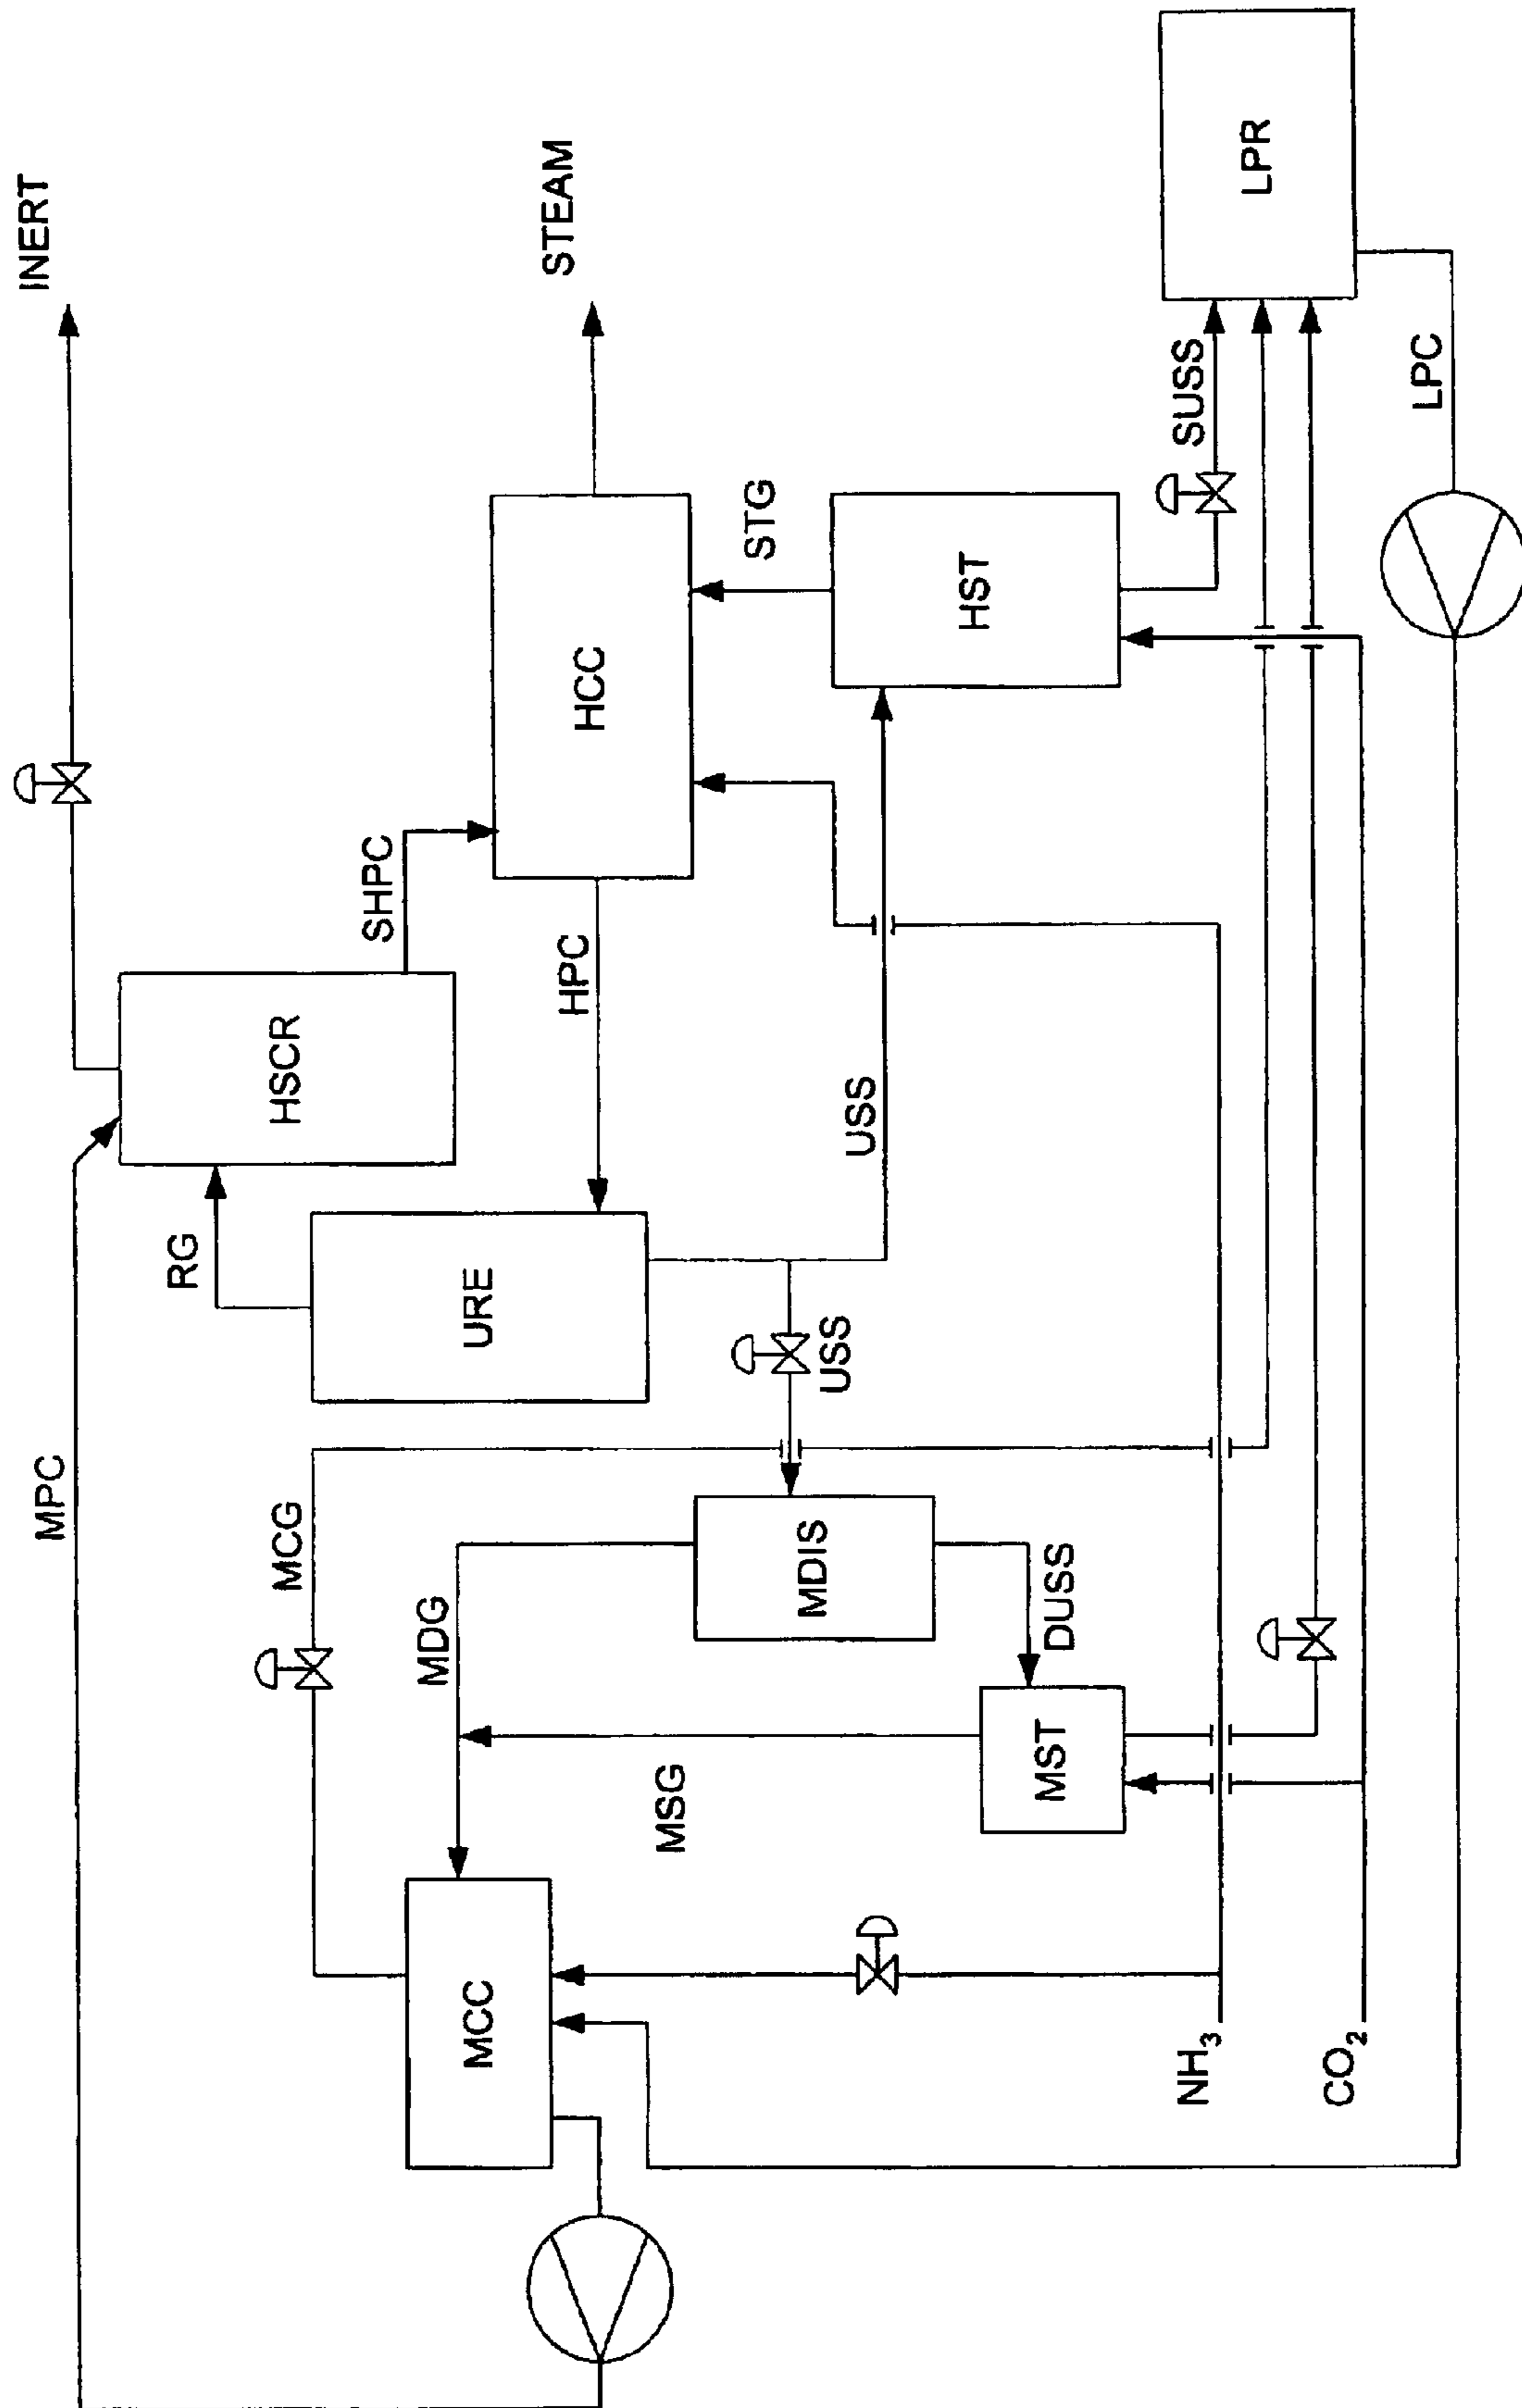 INERT
STEAM
MPC
RG
HSCR
SHPC
HCC
STG
HST
SUSS
LPR
LPC
HPC
URE
USS
USS
MCG
MDG
MDIS
DUSS
MSG
MST
MCC
NH₃
CO₂